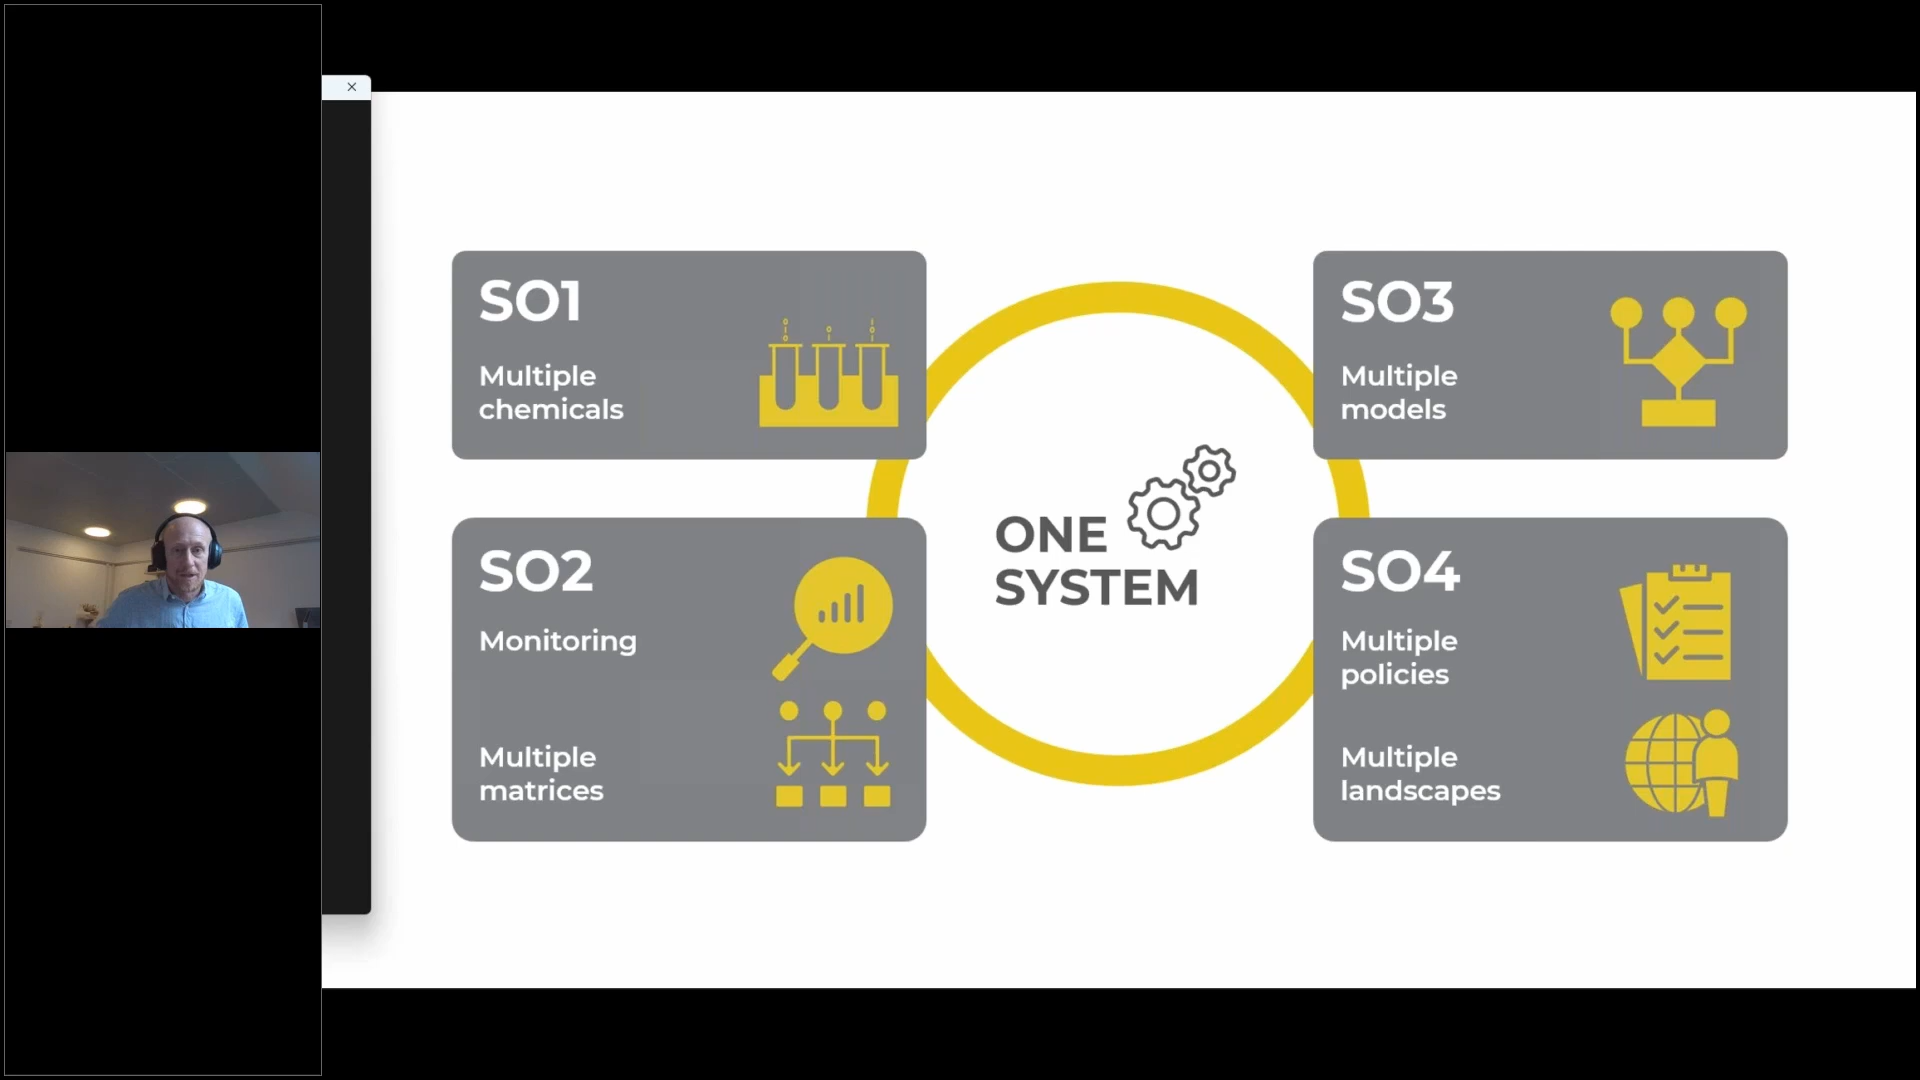 SO1
Multiple
chemicals
SO2
Monitoring
Multiple
matrices
ONE
SYSTEM
SO3
Multiple
models
SO4
Multiple
policies
Multiple
landscapes